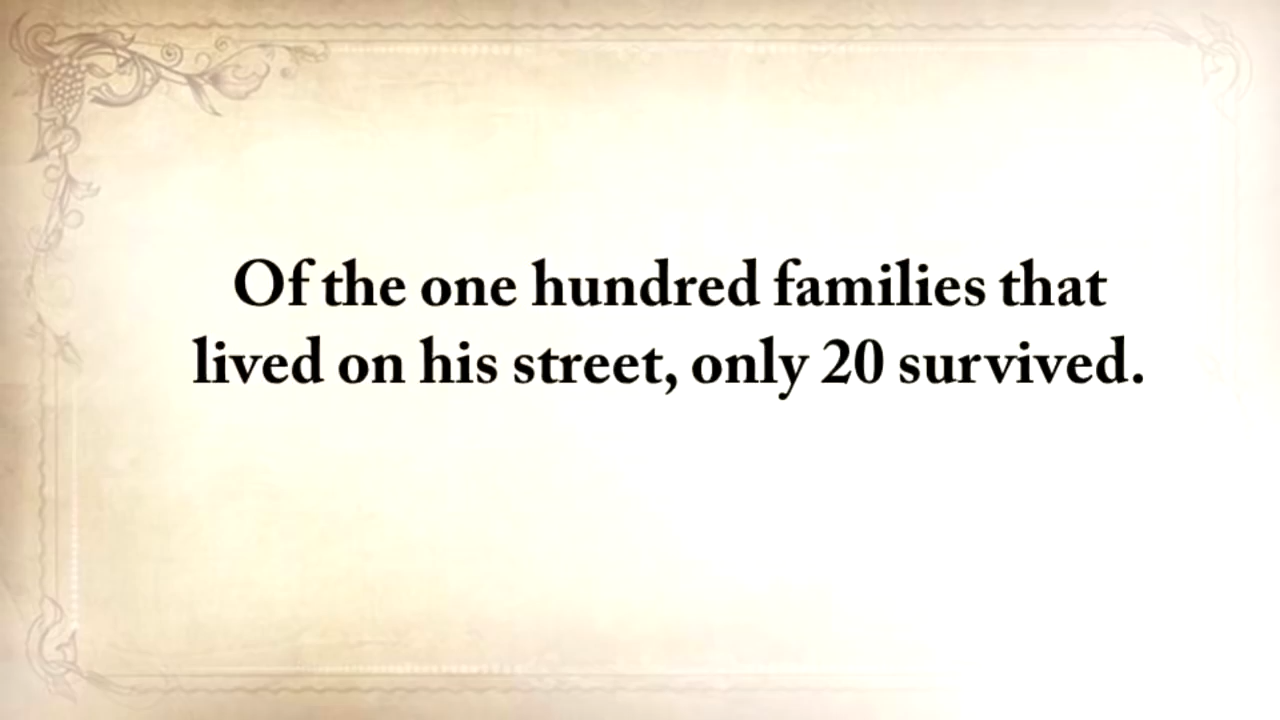 Of the one hundred families that
lived on his street, only 20 survived.